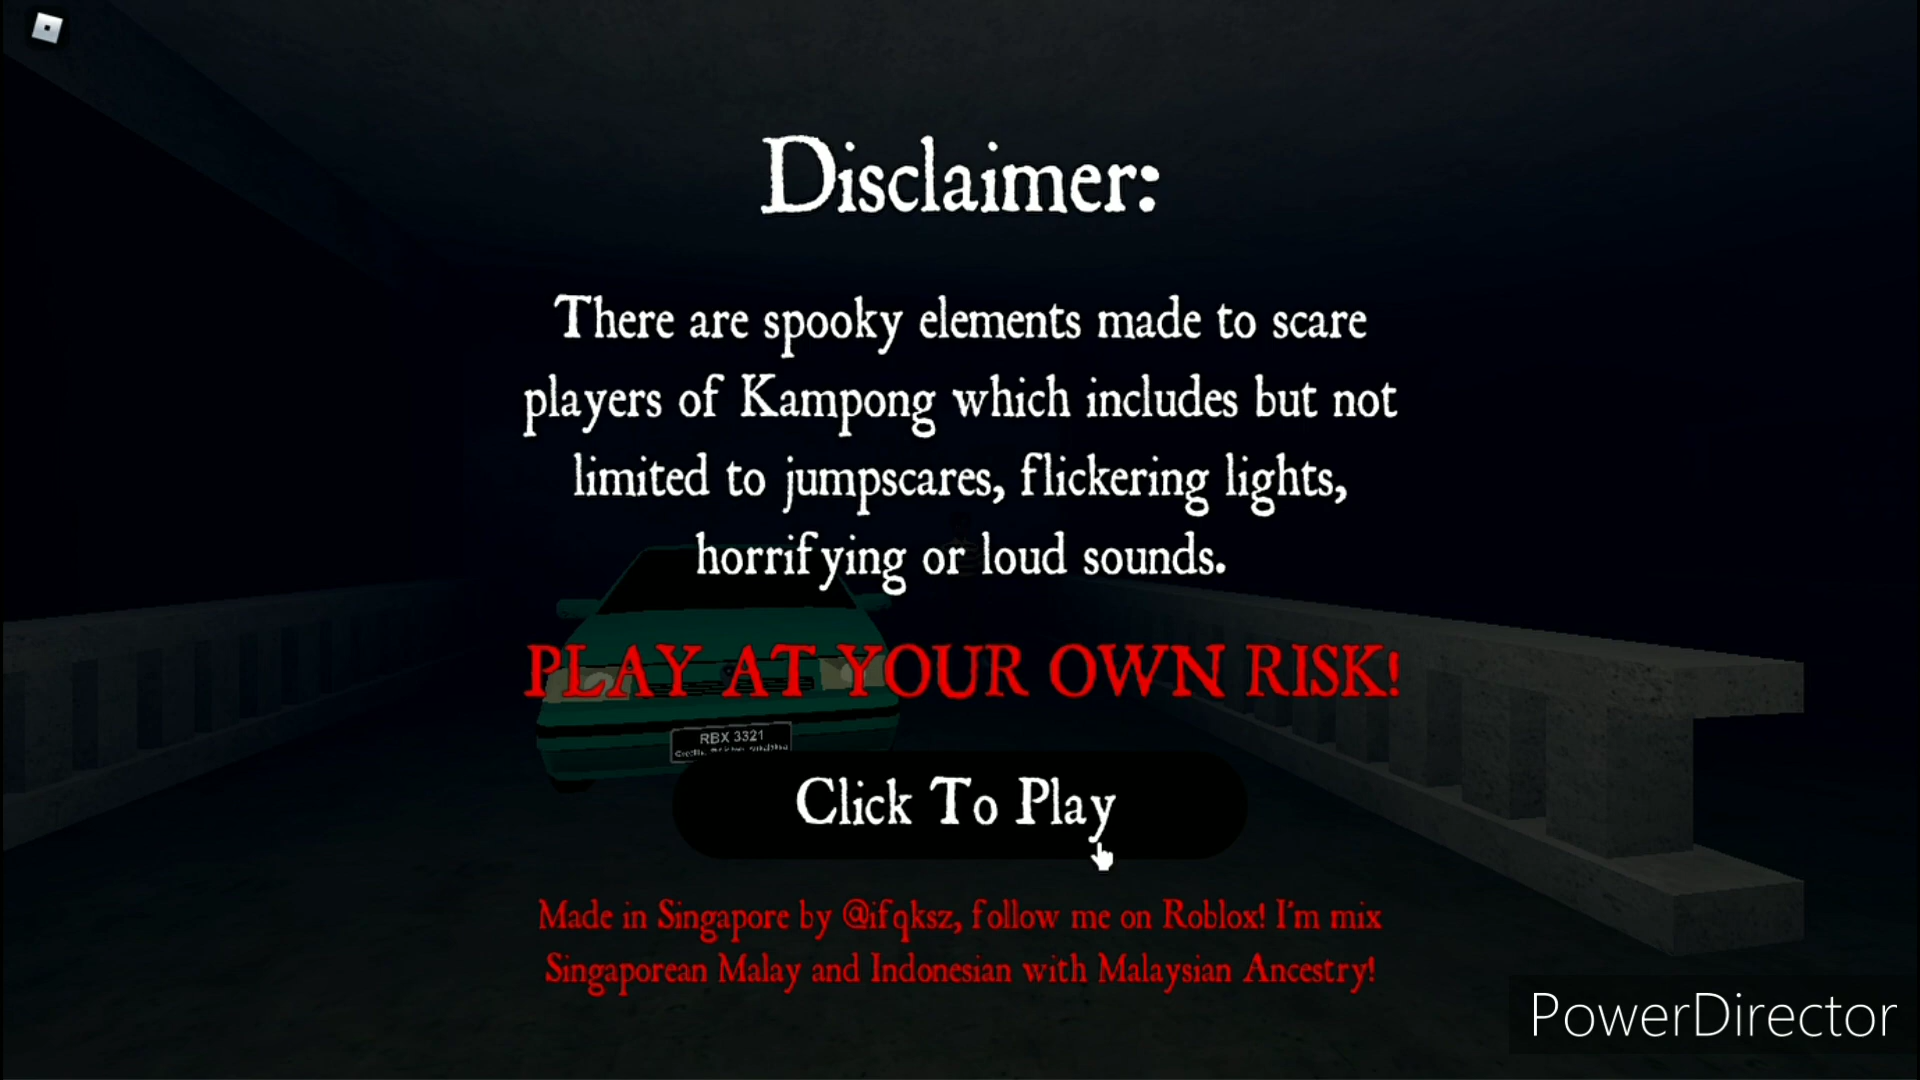 Disclaimer:
There are spooky elements made to scare
players of Kampong which includes but not
limited to jumpscares, flickering lights,
horrifying or loud sounds.
PLAY AT YOUR OWN RISK!
RBX 3321
Click To Play
Made in Singapore by @ifqksz, follow me on Roblox! I'm mix
Singaporean Malay and Indonesian with Malaysian Ancestry!
PowerDirector